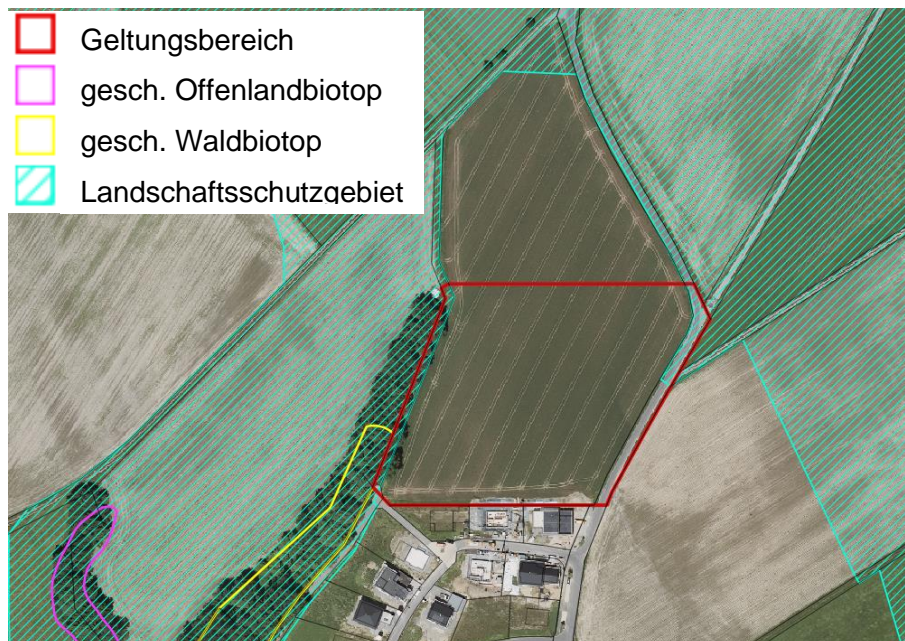 Geltungsbereich
gesch. Offenlandbiotop
gesch. Waldbiotop
Landschaftsschutzgebiet